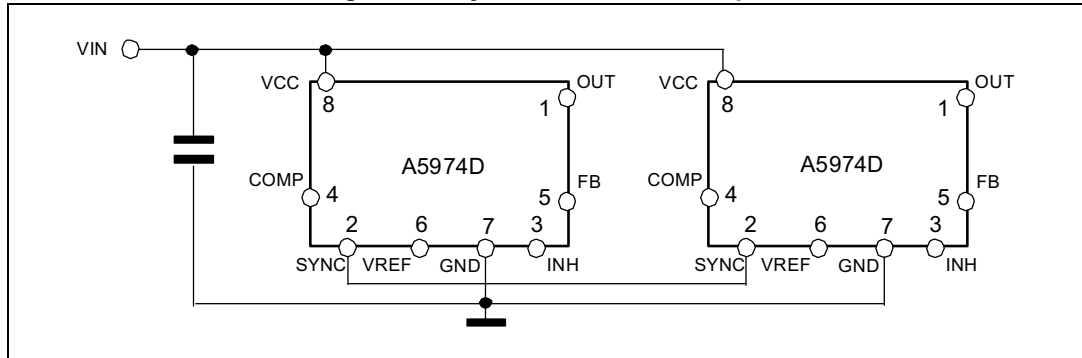 VIN
VCC
8
OUT
1
A5974D
COMP
4
FB
5
2
6
7
3
SYNC
VREF
GND
INH
VCC
8
OUT
1
A5974D
COMP
4
FB
5
2
6
7
3
SYNC
VREF
GND
INH